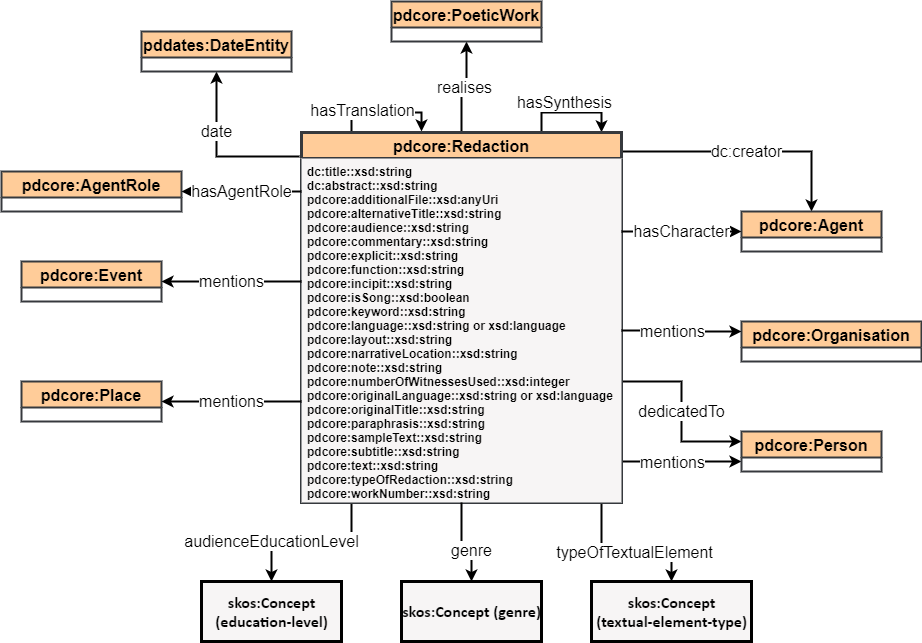 pdcore:PoeticWork
pddates:DateEntity
realises
hasTranslation
hasSynthesis
date
pdcore:Redaction
dc:creator
dc:title::xsd:string
dc:abstract::xsd:string
pdcore:additionalFile::xsd:anyUri
pdcore:alternativeTitle::xsd:string
pdcore:audience::xsd:string
pdcore:commentary::xsd:string
pdcore:explicit::xsd:string
pdcore:function::xsd:string
pdcore:incipit::xsd:string
pdcore:isSong::xsd:boolean
pdcore:keyword::xsd:string
pdcore:language::xsd:string or xsd:language
pdcore:layout::xsd:string
pdcore:narrativeLocation::xsd:string
pdcore:note::xsd:string
pdcore:numberOfWitnessesUsed::xsd:integer
pdcore:originalLanguage::xsd:string or xsd:language
pdcore:originalTitle::xsd:string
pdcore:paraphrasis::xsd:string
pdcore:sampleText::xsd:string
pdcore:subtitle::xsd:string
pdcore:text::xsd:string
pdcore:typeOfRedaction::xsd:string
pdcore:workNumber::xsd:string
pdcore:AgentRole
hasAgentRole
pdcore:Event
mentions
pdcore:Place
mentions
hasCharacter
pdcore:Agent
mentions
pdcore:Organisation
dedicatedTo
pdcore:Person
mentions
audienceEducationLevel
genre
typeOfTextualElement
skos:Concept
(education-level)
skos:Concept (genre)
skos:Concept
(textual-element-type)